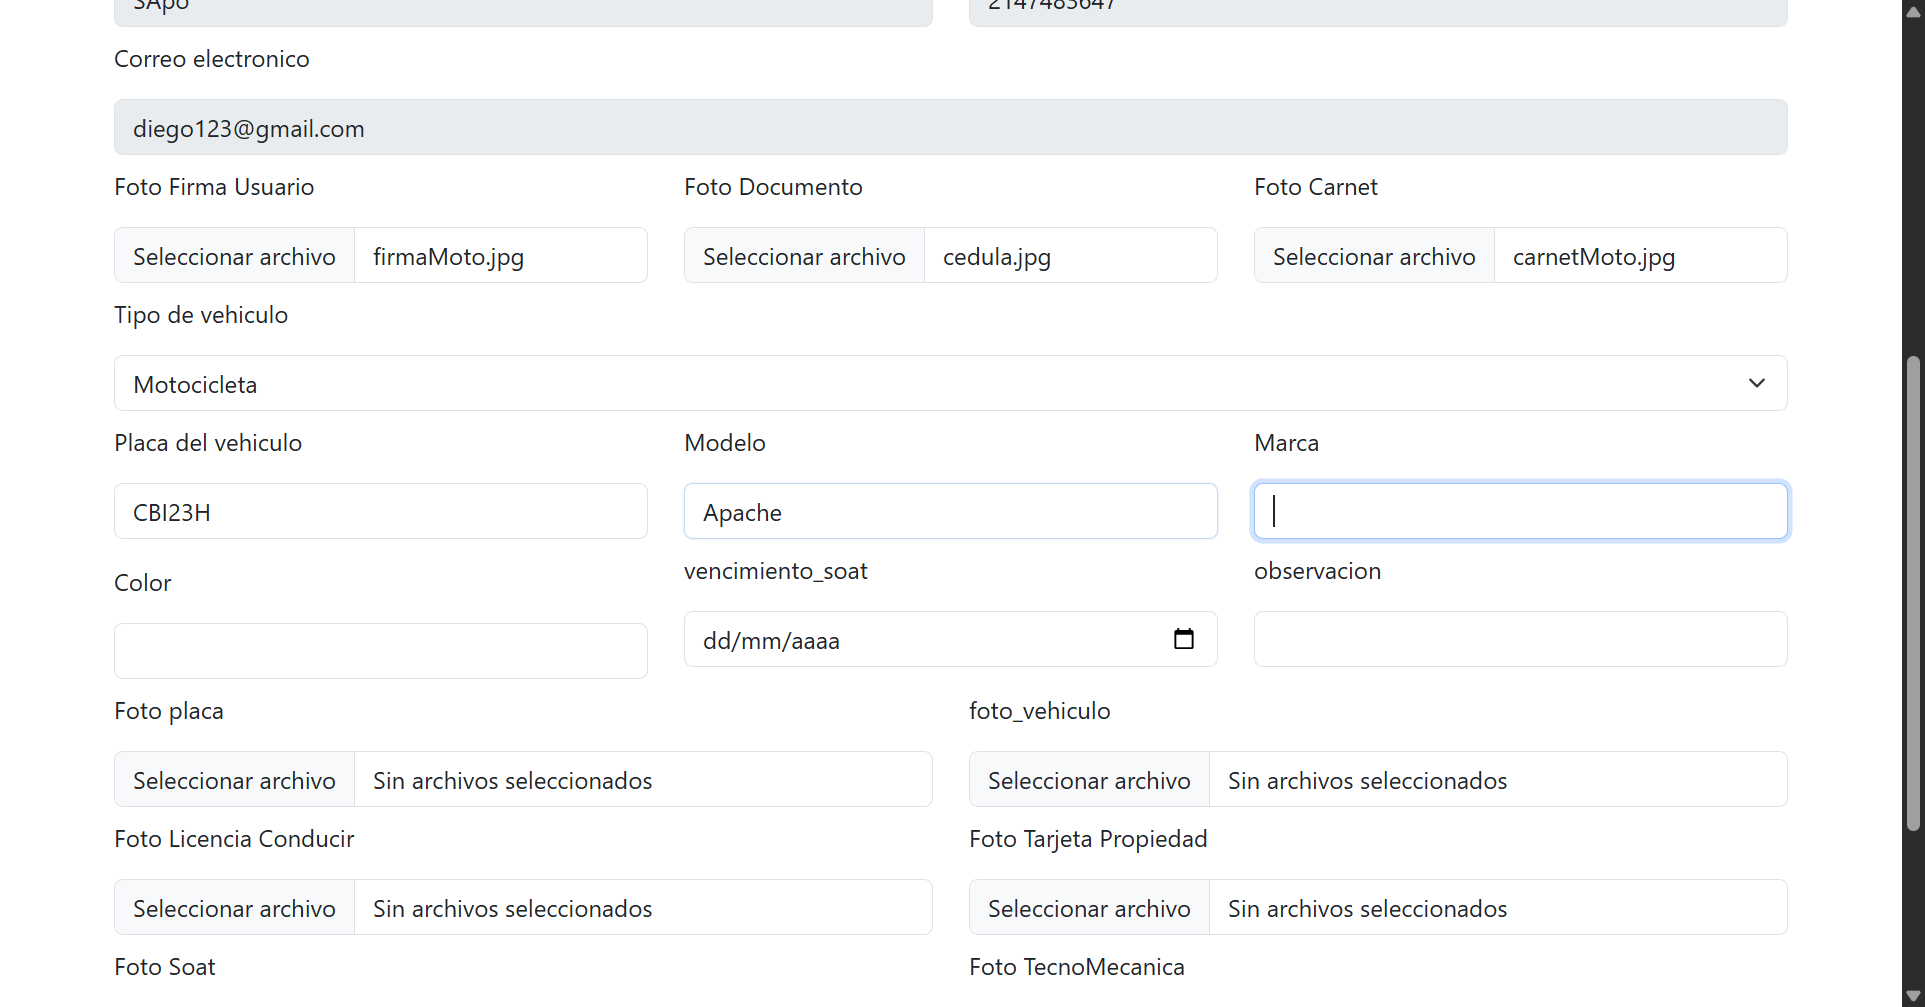 SApo
2147483647
Correo electronico
diego123@gmail.com
Foto Firma Usuario
Foto Documento
Foto Carnet
Seleccionar archivo firmaMoto.jpg
Seleccionar archivo cedula.jpg
Seleccionar archivo carnetMoto.jpg
Tipo de vehiculo
Motocicleta
Placa del vehiculo
Modelo
Marca
CBI23H
Apache
Color
vencimiento_soat
observacion
dd/mm/aaaa
Foto placa
foto_vehiculo
Seleccionar archivo Sin archivos seleccionados
Seleccionar archivo Sin archivos seleccionados
Foto Licencia Conducir
Foto Tarjeta Propiedad
Seleccionar archivo Sin archivos seleccionados
Seleccionar archivo Sin archivos seleccionados
Foto Soat
Foto TecnoMecanica